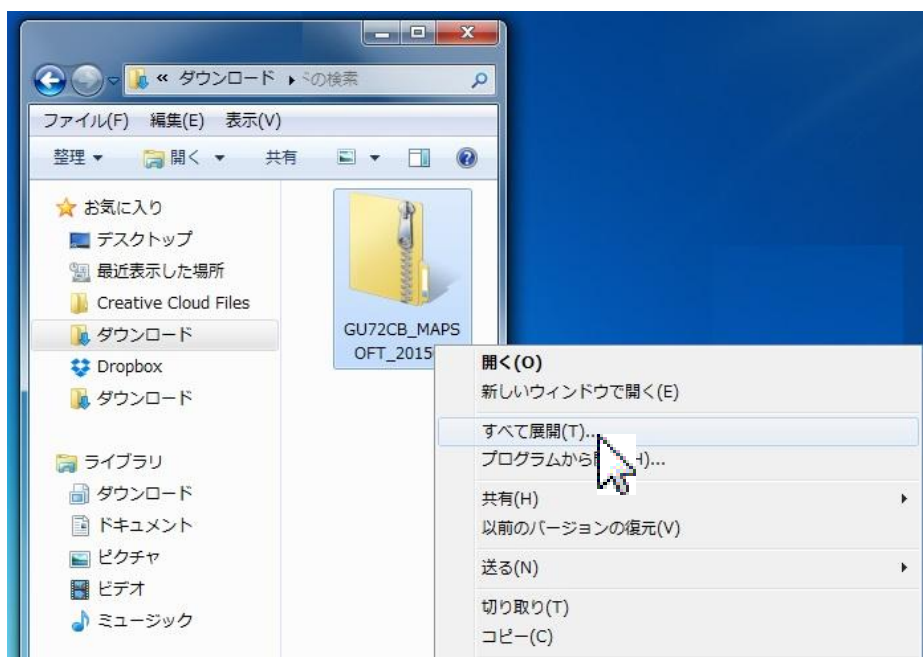 « ダウンロード ▸ ドの検索
ファイル(F) 編集(E) 表示(V)
整理 ▼ 開く ▼ 共有
お気に入り
デスクトップ
最近表示した場所
Creative Cloud Files
ダウンロード
Dropbox
ダウンロード
ライブラリ
ダウンロード
ドキュメント
ピクチャ
ビデオ
ミュージック
GU72CB_MAPS
OFT_2015
開く(O)
新しいウィンドウで開く(E)
すべて展開(T)...
プログラムから
共有(H)
以前のバージョンの復元(V)
送る(N)
切り取り(T)
コピー(C)